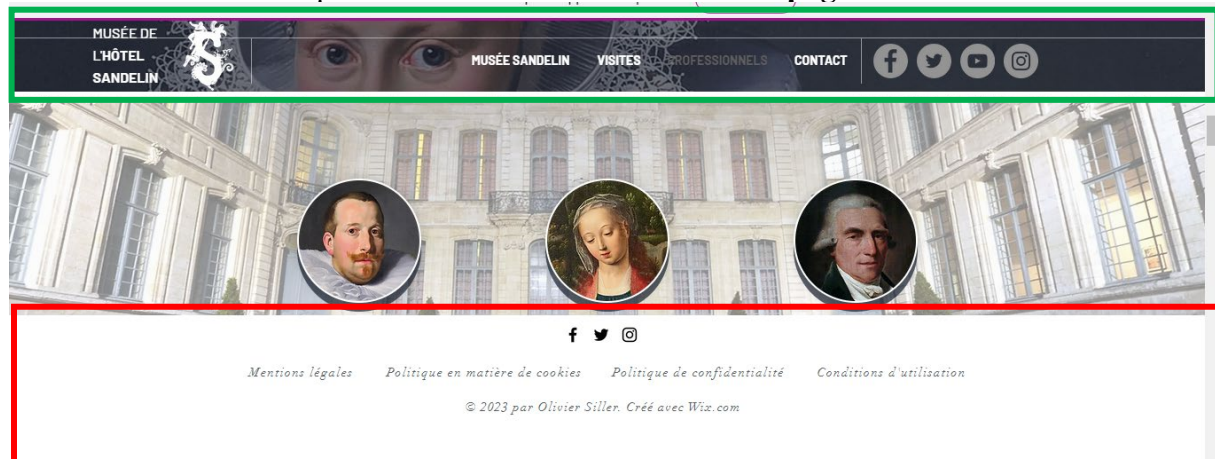 MUSÉE DE
L'HÔTEL
SANDELIN
MUSÉE SANDELIN VISITES PROFESSIONNELS CONTACT
Mentions légales Politique en matière de cookies Politique de confidentialité Conditions d'utilisation
© 2023 par Olivier Siller. Créé avec Wix.com